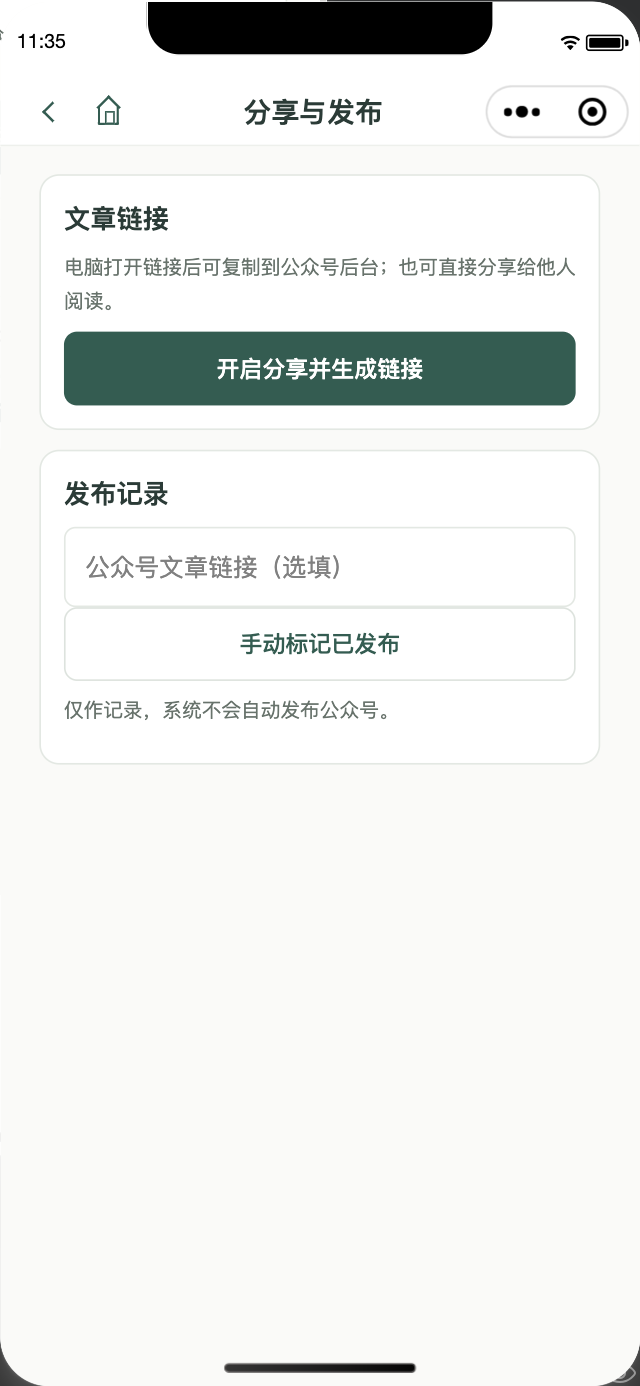 11:35
分享与发布
文章链接
电脑打开链接后可复制到公众号后台；也可直接分享给他人
阅读。
开启分享并生成链接
发布记录
公众号文章链接（选填）
手动标记已发布
仅作记录，系统不会自动发布公众号。